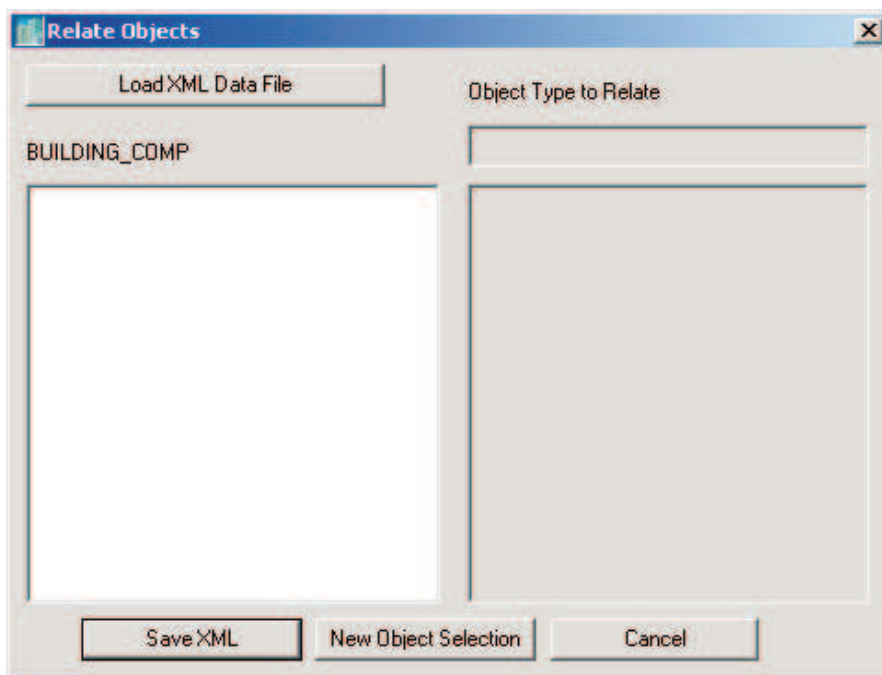 Relate Objects
Load XML Data File
Object Type to Relate
BUILDING_COMP
Save XML
New Object Selection
Cancel